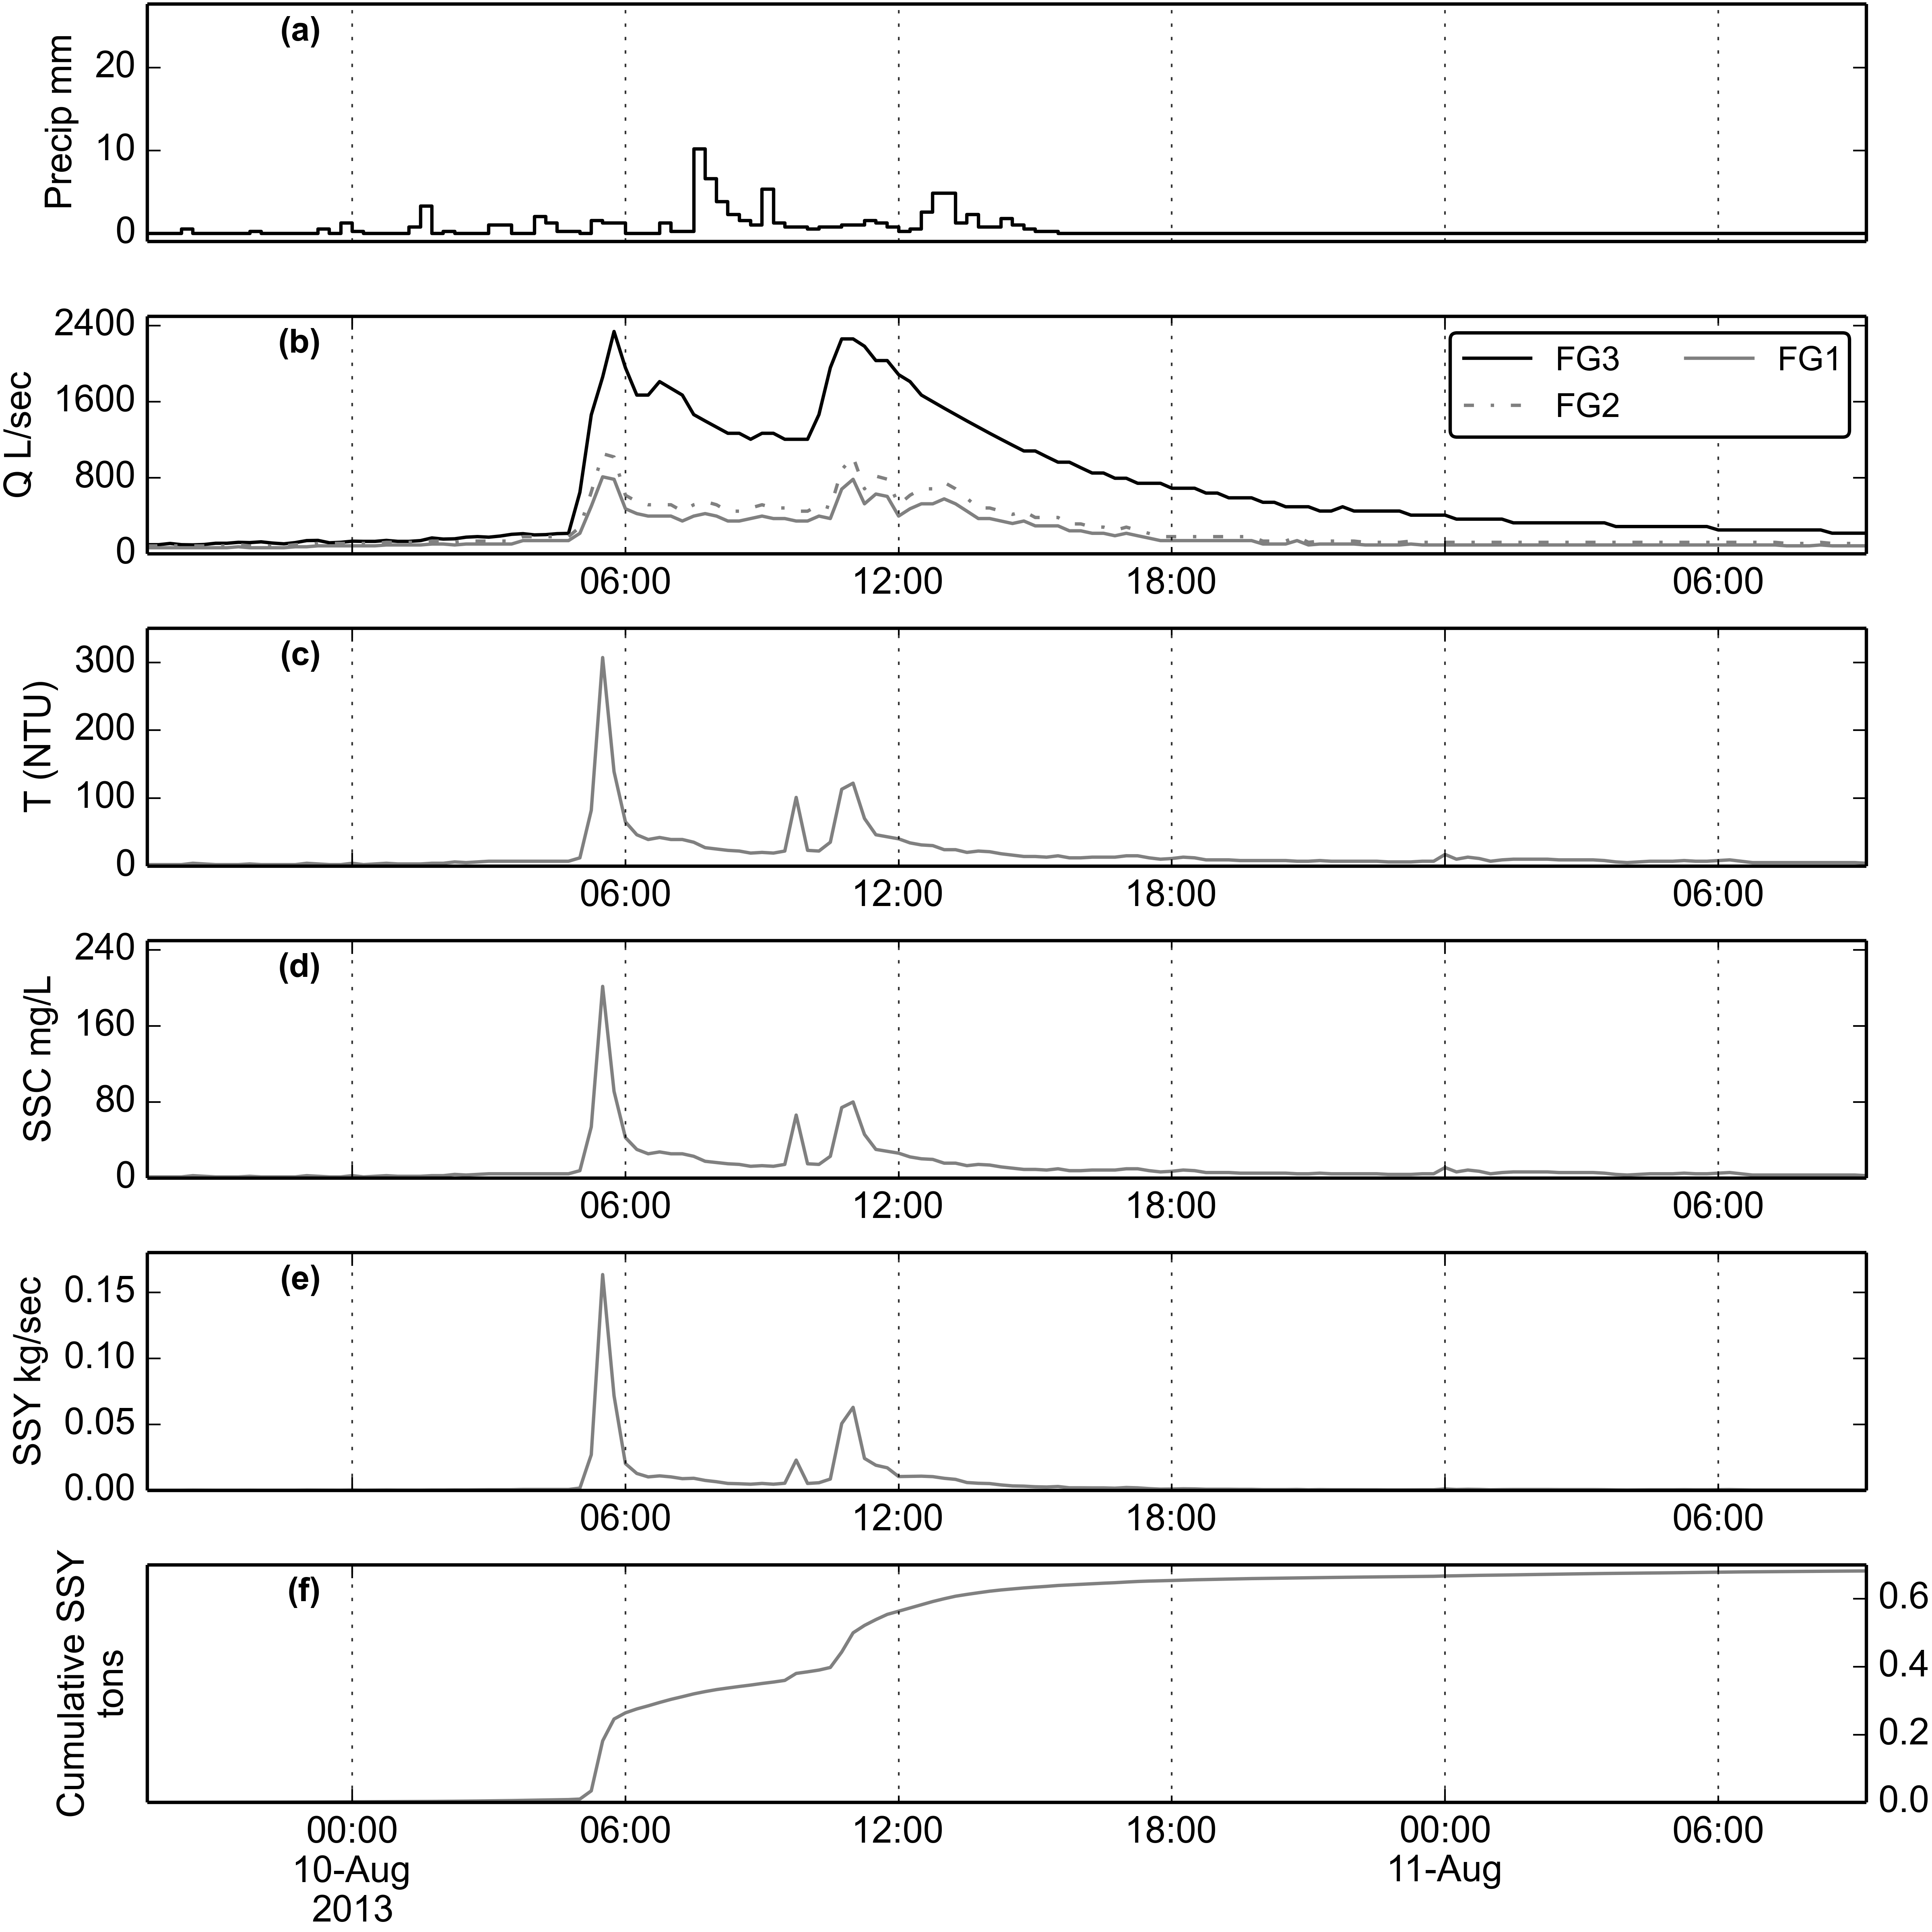 (a)
Precip mm
20
10
0
(b)
Q L/sec
2400
1600
800
0
FG3 FG1
FG2
06:00 12:00 18:00 06:00
(c)
T (NTU)
300
200
100
0
06:00 12:00 18:00 06:00
(d)
SSC mg/L
240
160
80
0
06:00 12:00 18:00 06:00
(e)
SSY kg/sec
0.15
0.10
0.05
0.00
06:00 12:00 18:00 06:00
(f)
Cumulative SSY
tons
0.6
0.4
0.2
0.0
00:00 06:00 12:00 18:00 00:00 06:00
10-Aug 11-Aug
2013